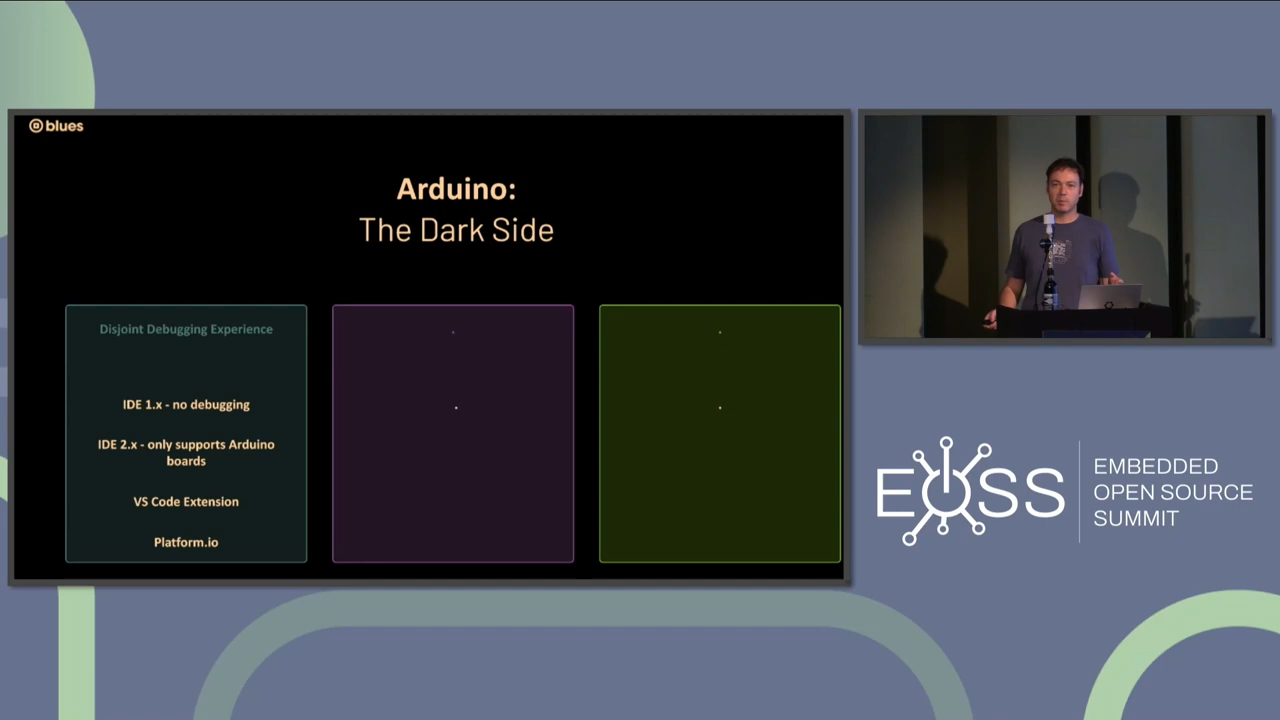 blues
Arduino:
The Dark Side
Disjoint Debugging Experience
IDE 1.x - no debugging
IDE 2.x - only supports Arduino
boards
VS Code Extension
Platform.io
EOSS
EMBEDDED
OPEN SOURCE
SUMMIT